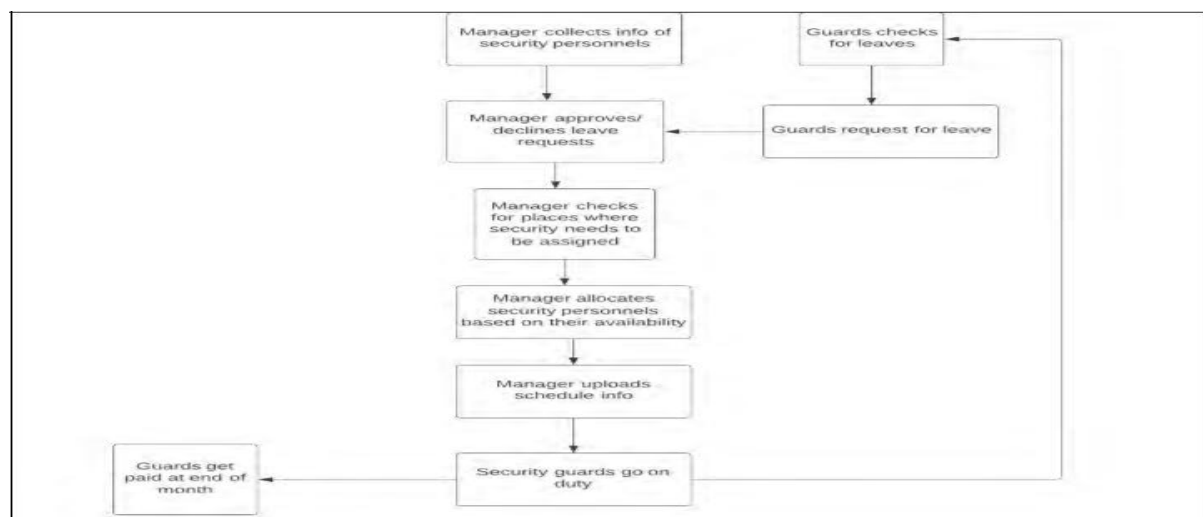 Manager collects info of
security personnels
Guards checks
for leaves
Manager approves/
declines leave
requests
Guards request for leave
Manager checks
for places where
security needs to
be assigned
Manager allocates
security personnels
based on their availability
Manager uploads
schedule info
Guards get
paid at end of
month
Security guards go on
duty